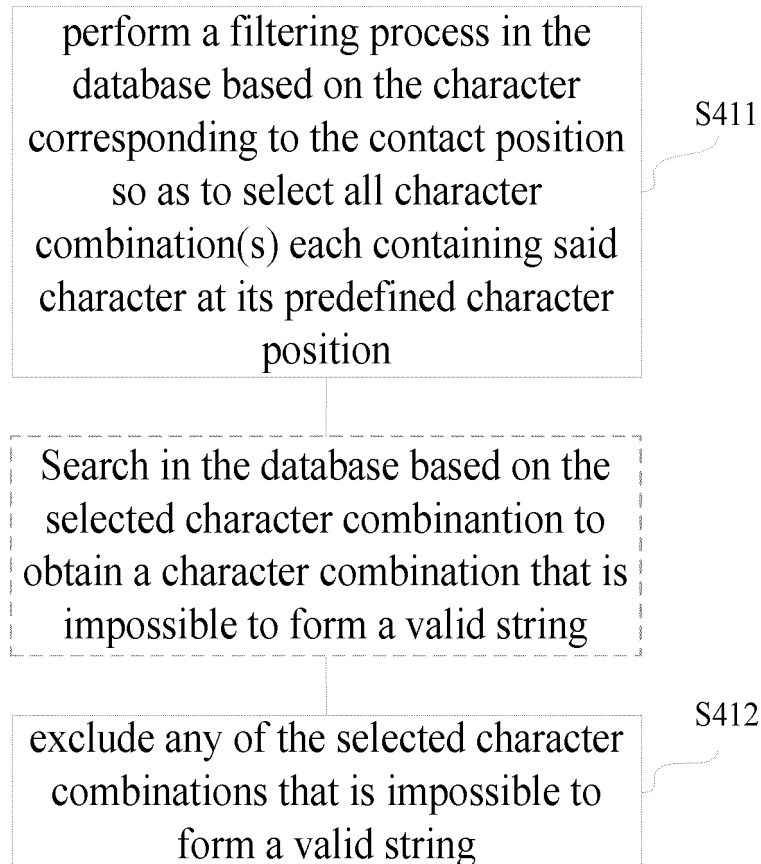 perform a filtering process in the
database based on the character
corresponding to the contact position
so as to select all character
combination(s) each containing said
character at its predefined character
position
S411
Search in the database based on the
selected character combinantion to
obtain a character combination that is
impossible to form a valid string
exclude any of the selected character
combinations that is impossible to
form a valid string
S412